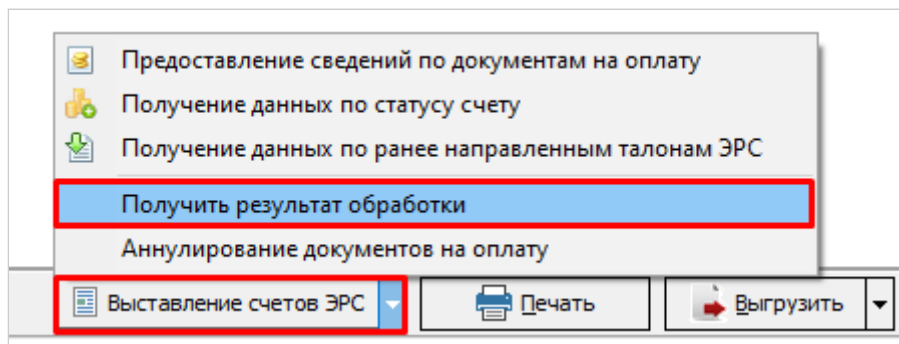 Предоставление сведений по документам на оплату
Получение данных по статусу счету
Получение данных по ранее направленным талонам ЭРС
Получить результат обработки
Аннулирование документов на оплату
Выставление счетов ЭРС Печать Выгрузить